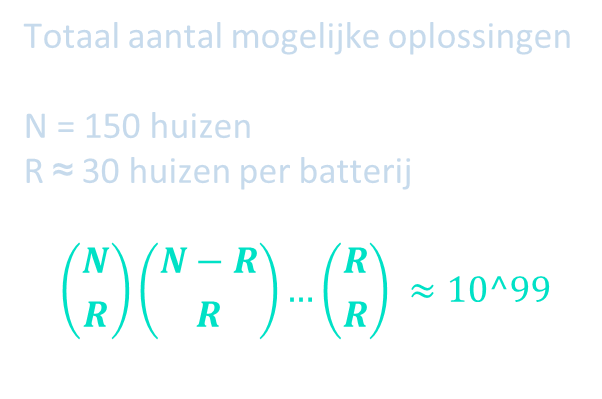 Totaal aantal mogelijke oplossingen
N = 150 huizen
R ≈ 30 huizen per batterij
(N R) (N − R R) ... (R R) ≈ 10^99